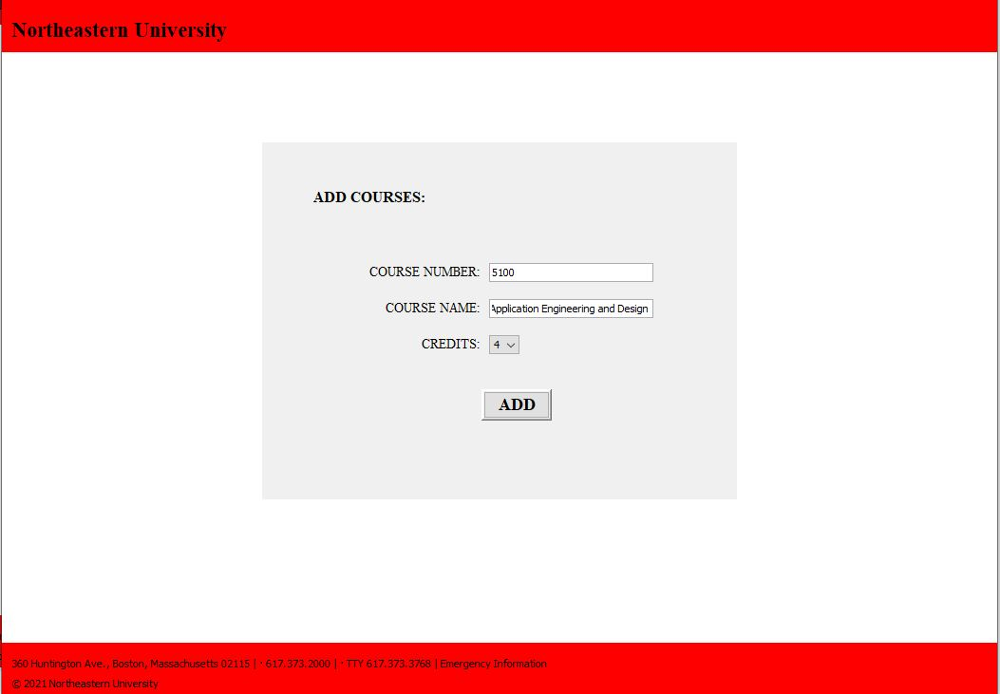 Northeastern University
ADD COURSES:
COURSE NUMBER: 5100
COURSE NAME: Application Engineering and Design
CREDITS: 4
ADD
360 Huntington Ave., Boston, Massachusetts 02115 | · 617.373.2000 | · TTY 617.373.3768 | Emergency Information
© 2021 Northeastern University